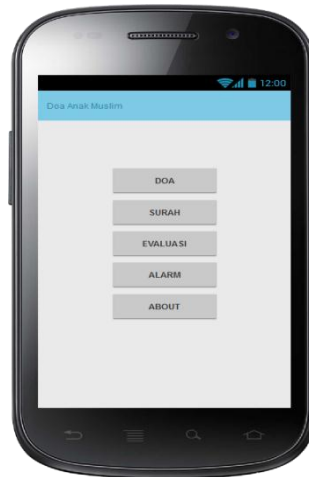 12:00
Doa Anak Muslim
DOA
SURAH
EVALUASI
ALARM
ABOUT